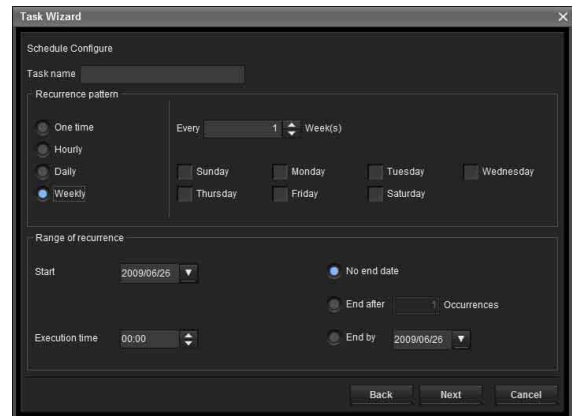 Task Wizard
Schedule Configure
Task name
Recurrence pattern
One time
Hourly
Daily
Weekly
Every 1 Week(s)
Sunday Monday Tuesday Wednesday
Thursday Friday Saturday
Range of recurrence
Start 2009/06/26
No end date
End after 1 Occurrences
Execution time 00:00
End by 2009/06/26
Back Next Cancel